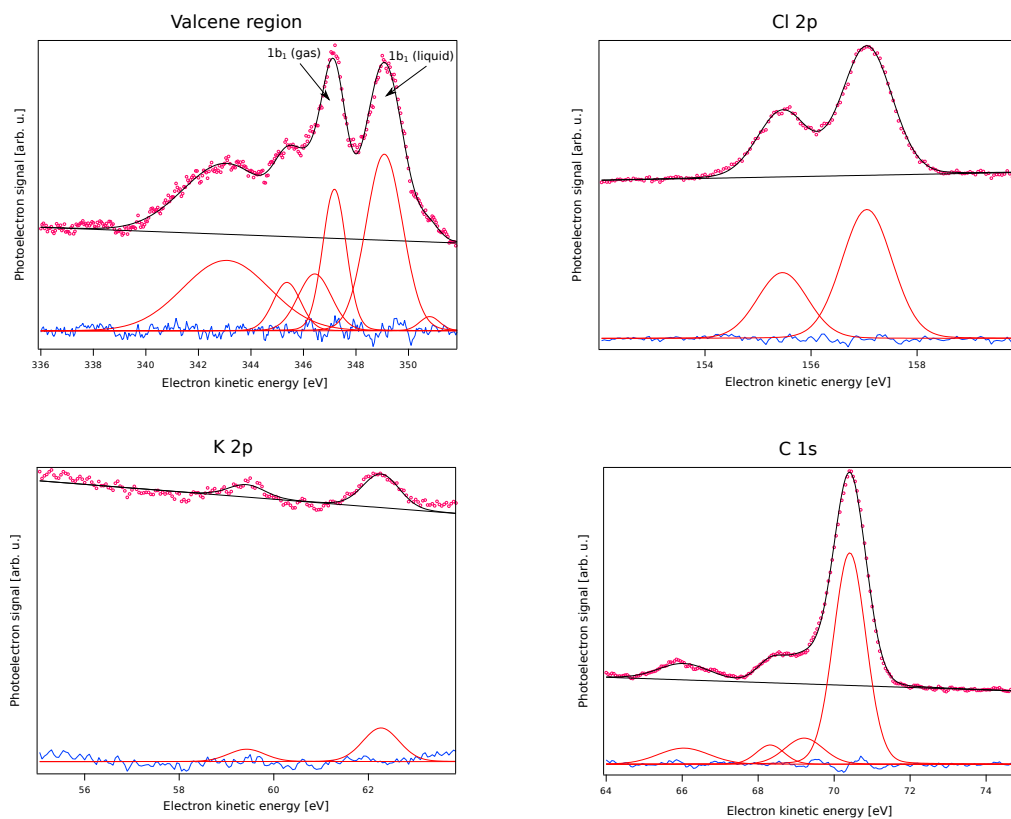 Valcene region
1b₁ (gas)
1b₁ (liquid)
Photoelectron signal [arb. u.]
336 338 340 342 344 346 348 350
Electron kinetic energy [eV]
Cl 2p
Photoelectron signal [arb. u.]
154 156 158
Electron kinetic energy [eV]
K 2p
Photoelectron signal [arb. u.]
56 58 60 62
Electron kinetic energy [eV]
C 1s
Photoelectron signal [arb. u.]
64 66 68 70 72 74
Electron kinetic energy [eV]